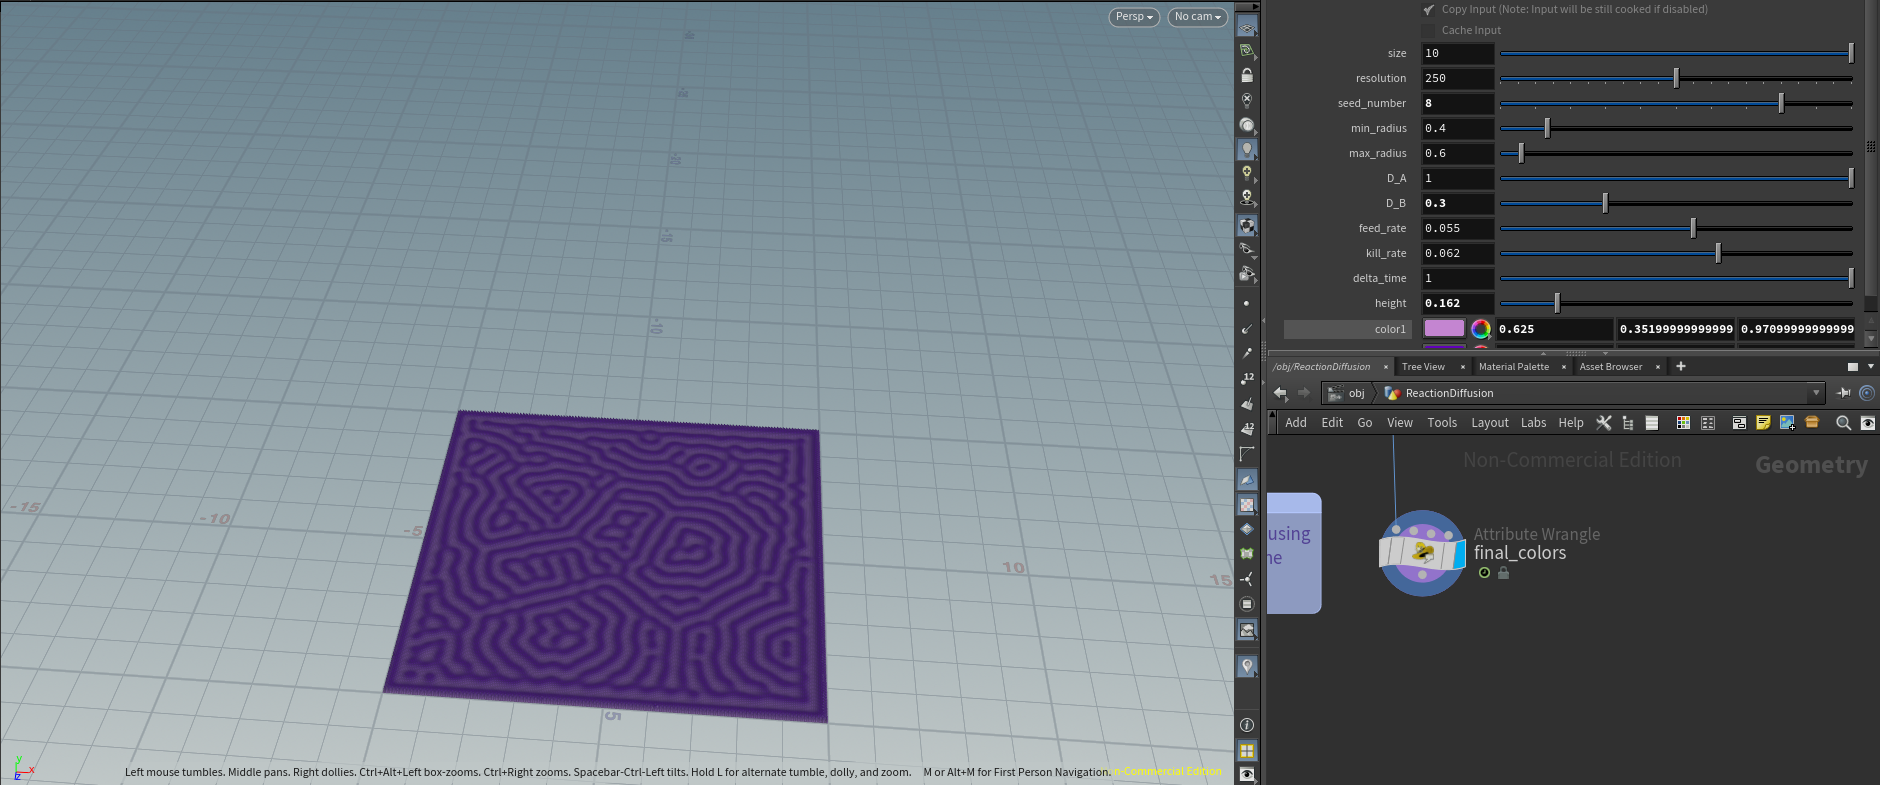 Persp
No cam
-15
-10
-5
5
10
15
-10
-15
12
12
Left mouse tumbles. Middle pans. Right dollies. Ctrl+Alt+Left box-zooms. Ctrl+Right zooms. Spacebar-Ctrl-Left tilts. Hold L for alternate tumble, dolly, and zoom. M or Alt+M for First Person Navigation.
n-Commercial Edition
y
x
z
Copy Input (Note: Input will be still cooked if disabled)
Cache Input
size 10
resolution 250
seed_number 8
min_radius 0.4
max_radius 0.6
D_A 1
D_B 0.3
feed_rate 0.055
kill_rate 0.062
delta_time 1
height 0.162
color1 0.625 0.35199999999999 0.97099999999999
/obj/ReactionDiffusion × Tree View × Material Palette × Asset Browser × +
obj ReactionDiffusion
Add Edit Go View Tools Layout Labs Help
Non-Commercial Edition
Geometry
using
ne
Attribute Wrangle
final_colors